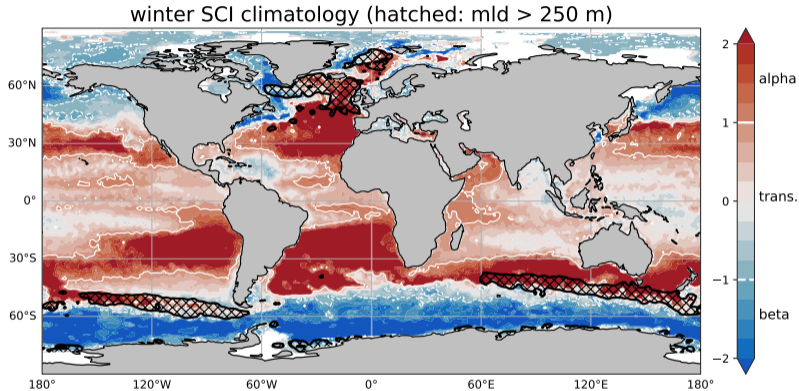 winter SCI climatology (hatched: mld > 250 m)
60°N
30°N
0°
30°S
60°S
180°
120°W
60°W
0°
60°E
120°E
180°
2
alpha
1
0
trans.
−1
beta
−2